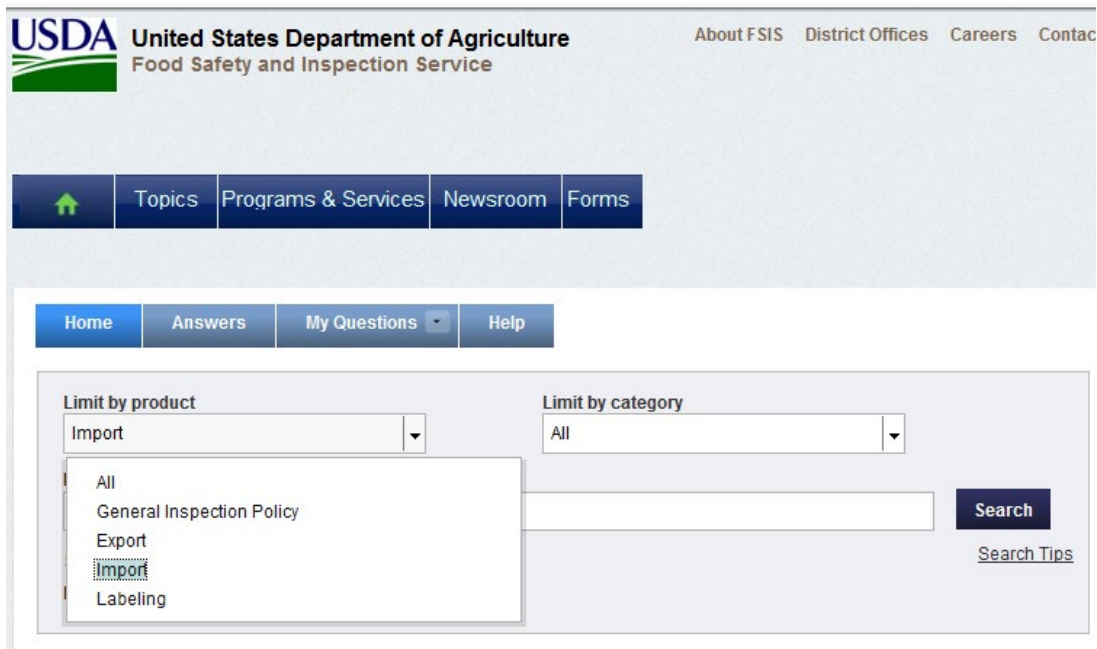 USDA
United States Department of Agriculture
Food Safety and Inspection Service
About FSIS District Offices Careers Contac
Topics Programs & Services Newsroom Forms
Home Answers My Questions Help
Limit by product Limit by category
Import All
All
General Inspection Policy
Export
Import
Labeling
Search
Search Tips